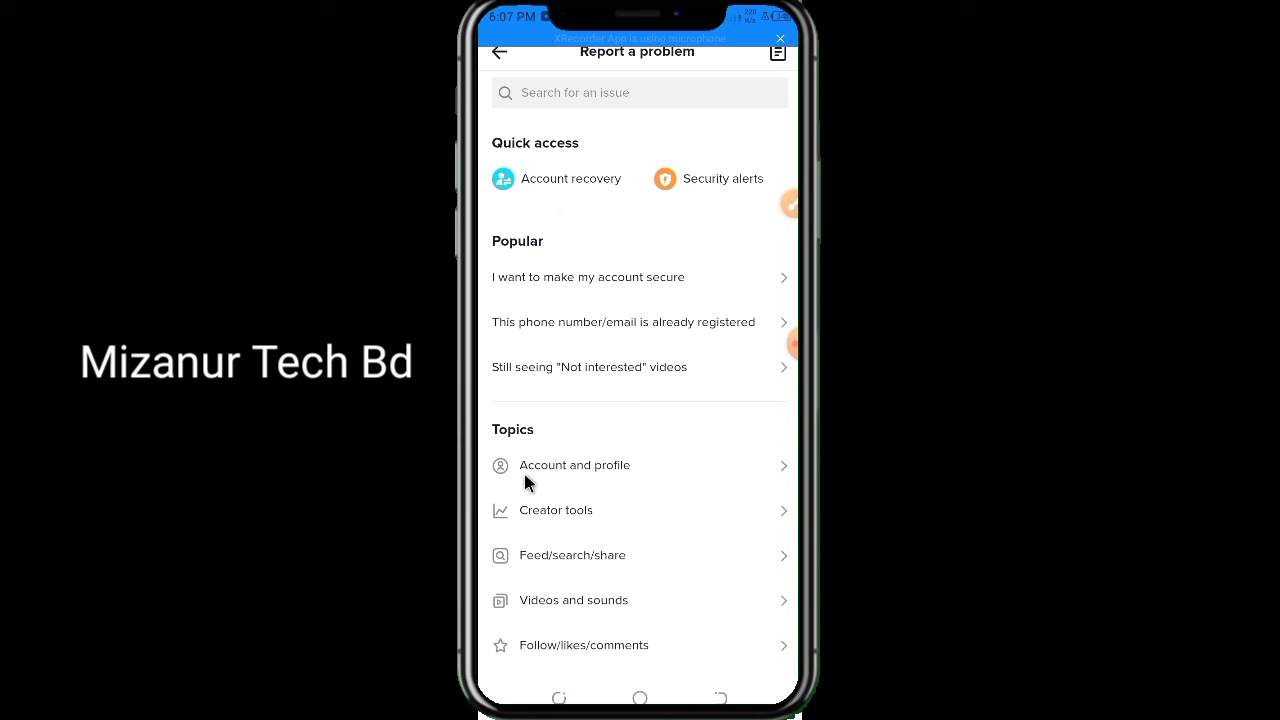 6:07 PM
220
K/s
XRecorder App is using microphone
Report a problem
Search for an issue
Quick access
Account recovery
Security alerts
Popular
I want to make my account secure
This phone number/email is already registered
Still seeing "Not interested" videos
Topics
Account and profile
Creator tools
Feed/search/share
Videos and sounds
Follow/likes/comments
Mizanur Tech Bd